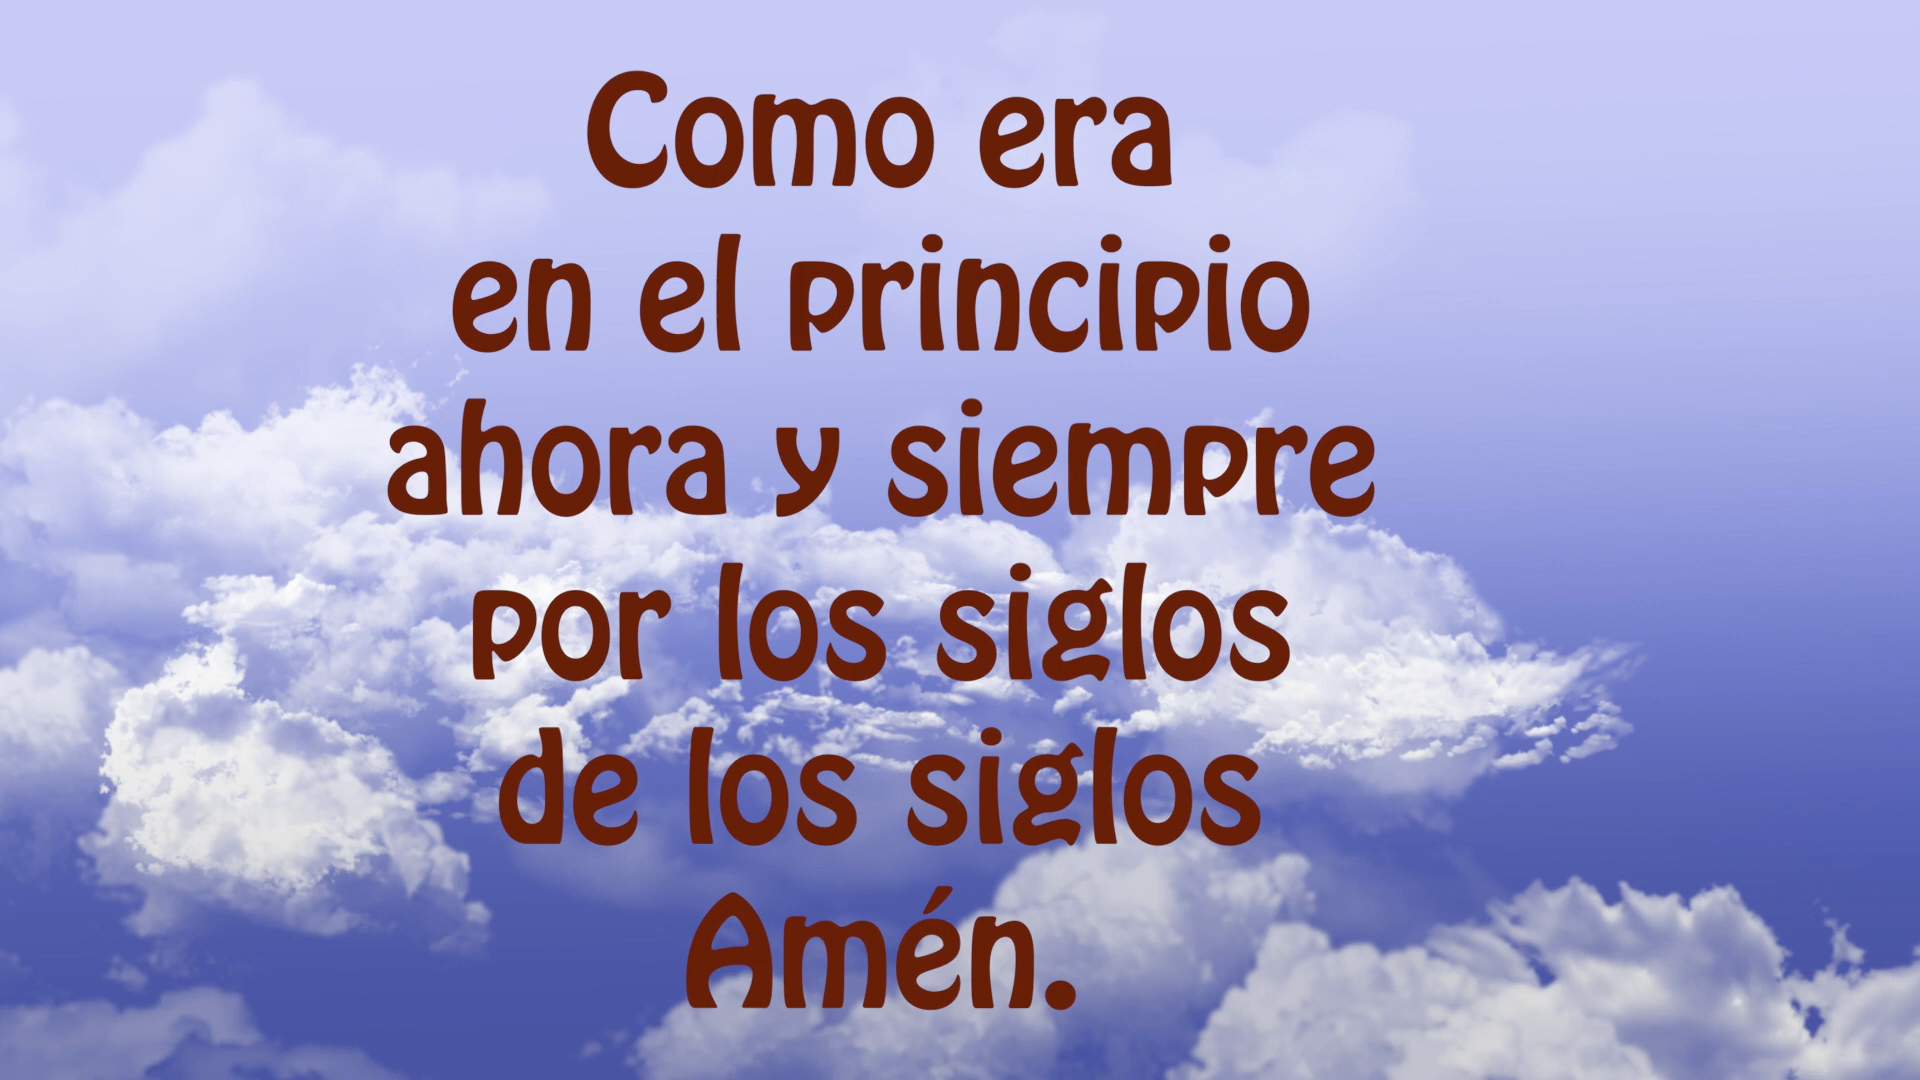 Como era
en el principio
ahora y siempre
por los siglos
de los siglos
Amén.